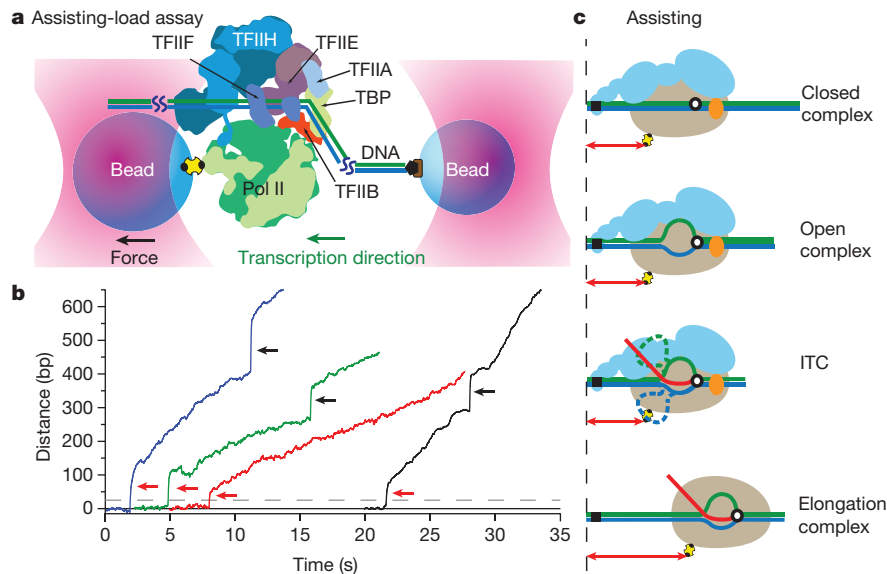 a Assisting-load assay
TFIIH
TFIIF
TFIIE
TFIIA
TBP
DNA
Bead
Pol II
TFIIB
Bead
Force
Transcription direction
b
Distance (bp)
600
500
400
300
200
100
0
0 5 10 15 20 25 30 35
Time (s)
c Assisting
Closed
complex
Open
complex
ITC
Elongation
complex